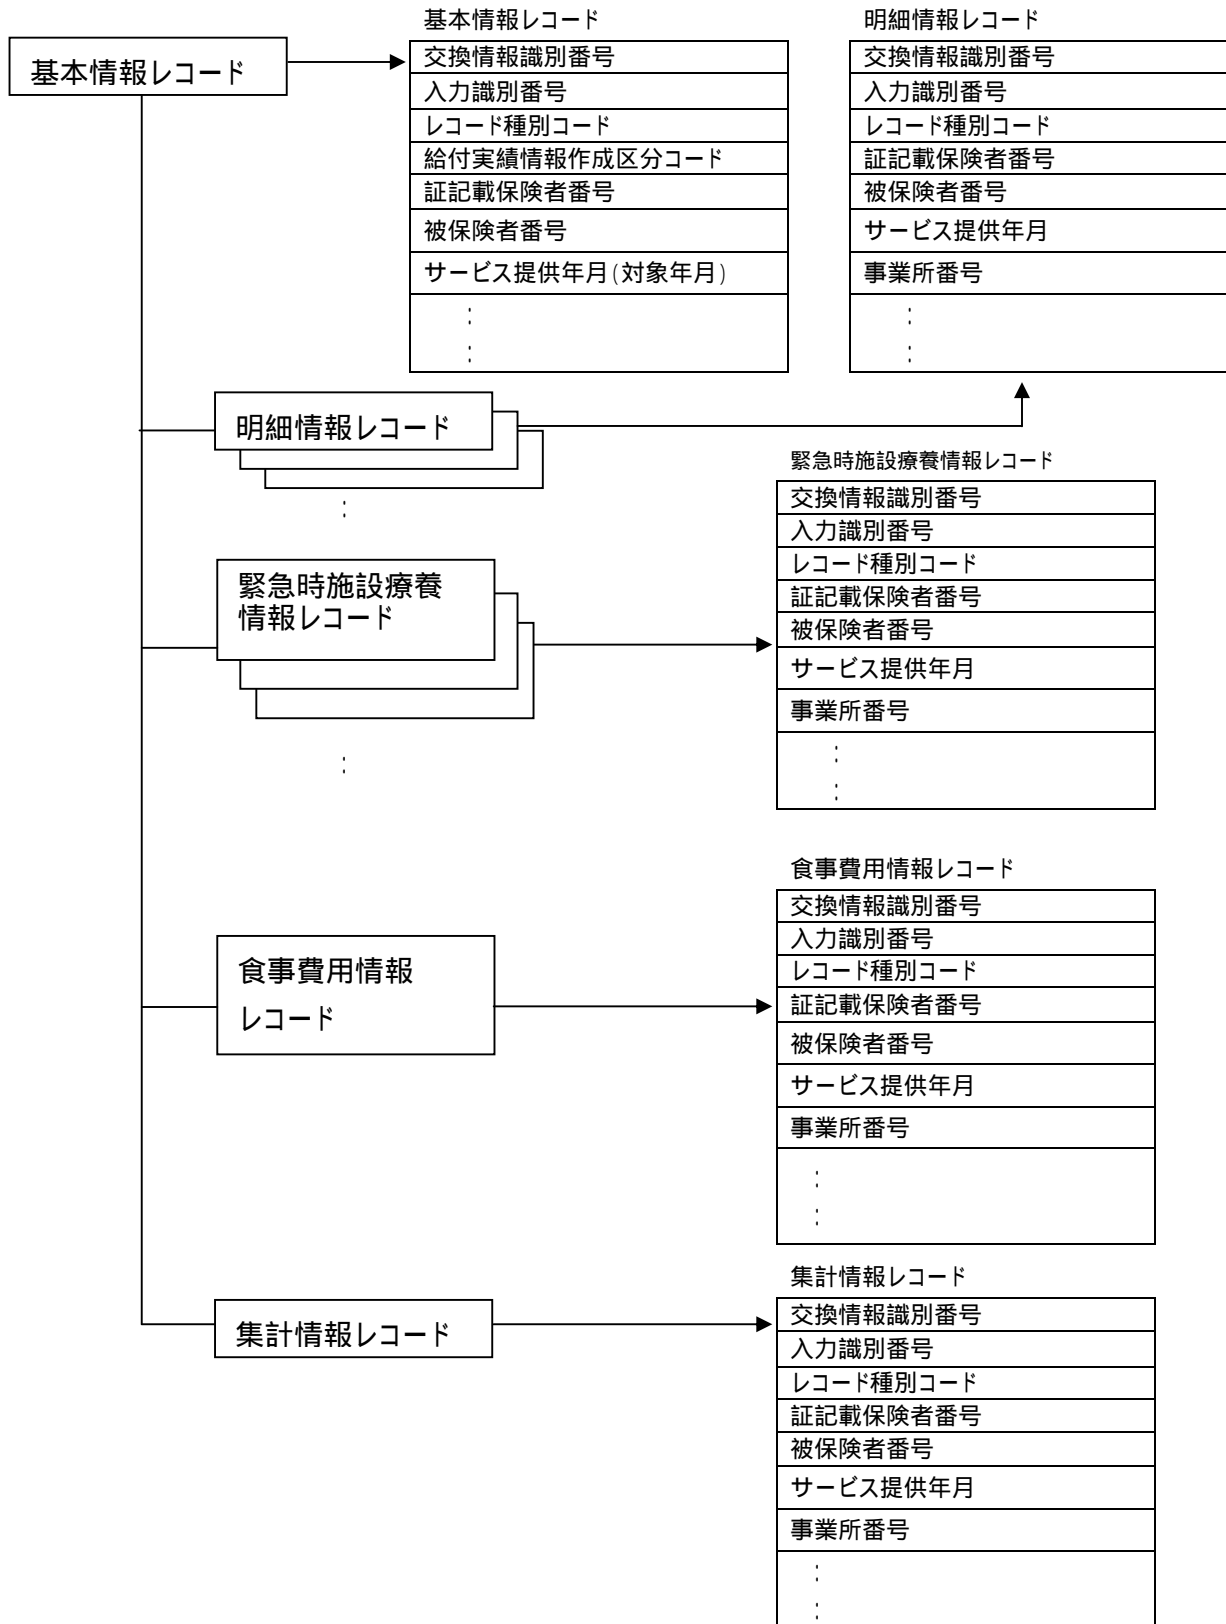 基本情報レコード
基本情報レコード
交換情報識別番号
入力識別番号
レコード種別コード
給付実績情報作成区分コード
証記載保険者番号
被保険者番号
サービス提供年月(対象年月)
:
:
明細情報レコード
交換情報識別番号
入力識別番号
レコード種別コード
証記載保険者番号
被保険者番号
サービス提供年月
事業所番号
:
:
明細情報レコード
:
緊急時施設療養
情報レコード
:
緊急時施設療養情報レコード
交換情報識別番号
入力識別番号
レコード種別コード
証記載保険者番号
被保険者番号
サービス提供年月
事業所番号
:
:
食事費用情報
レコード
食事費用情報レコード
交換情報識別番号
入力識別番号
レコード種別コード
証記載保険者番号
被保険者番号
サービス提供年月
事業所番号
:
:
集計情報レコード
集計情報レコード
交換情報識別番号
入力識別番号
レコード種別コード
証記載保険者番号
被保険者番号
サービス提供年月
事業所番号
:
: